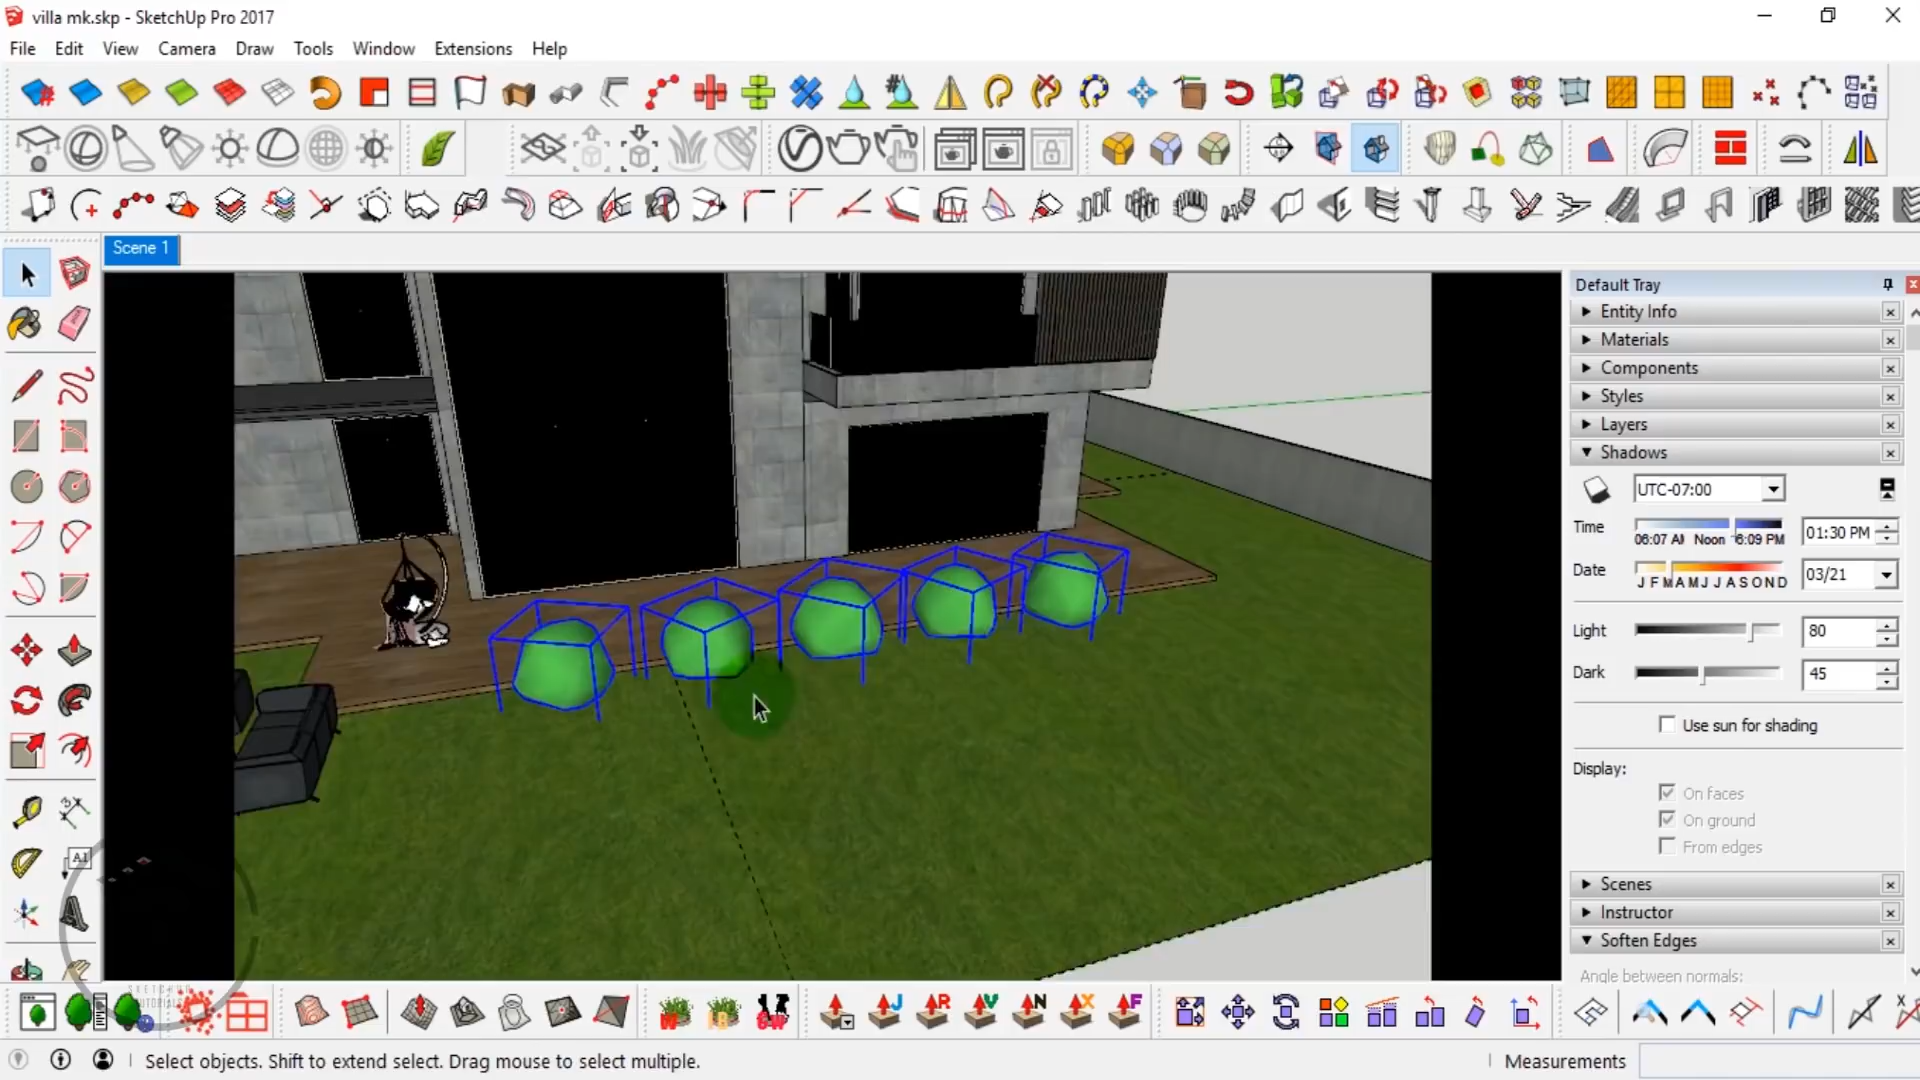 villa mk.skp - SketchUp Pro 2017
File Edit View Camera Draw Tools Window Extensions Help
Scene 1
Default Tray
Entity Info
Materials
Components
Styles
Layers
Shadows
UTC-07:00
Time
06:07 AM Noon 6:09 PM
01:30 PM
Date
J F M A M J J A S O N D
03/21
Light
80
Dark
45
Use sun for shading
Display:
On faces
On ground
From edges
Scenes
Instructor
Soften Edges
Angle between normals:
A1
W
J R V N X F
Select objects. Shift to extend select. Drag mouse to select multiple.
Measurements